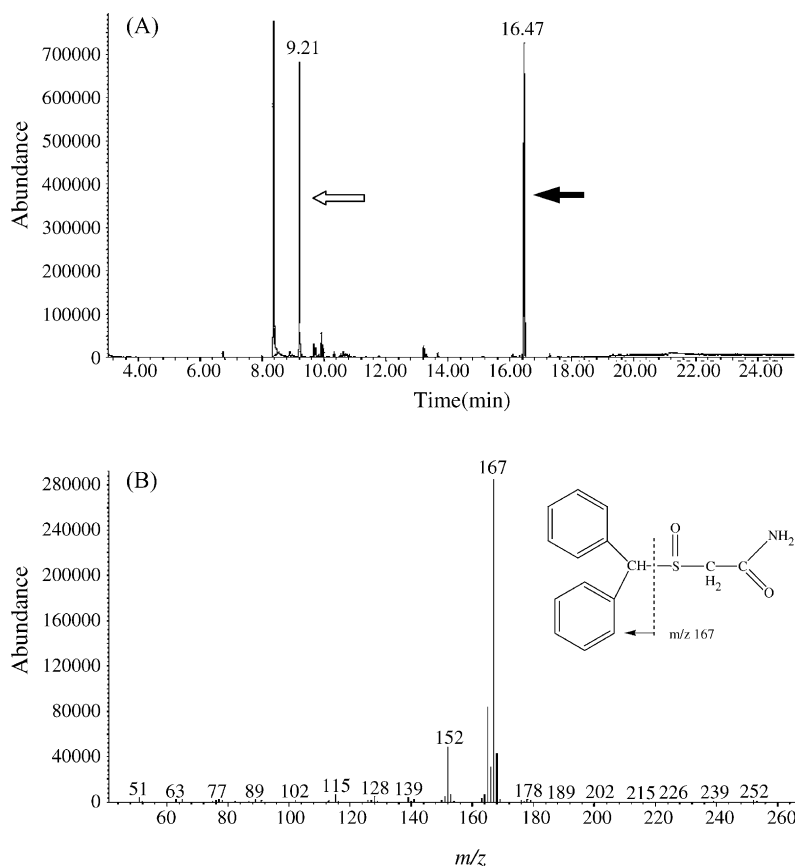 (A)
9.21
16.47
700000
600000
500000
400000
300000
200000
100000
0
Abundance
4.00 6.00 8.00 10.00 12.00 14.00 16.00 18.00 20.00 22.00 24.00
Time(min)
(B)
167
280000
240000
200000
160000
120000
80000
40000
0
Abundance
O
NH2
CH
S
C
H2
C
O
m/z 167
152
51 63 77 89 102 115 128 139 178 189 202 215 226 239 252
60 80 100 120 140 160 180 200 220 240 260
m/z